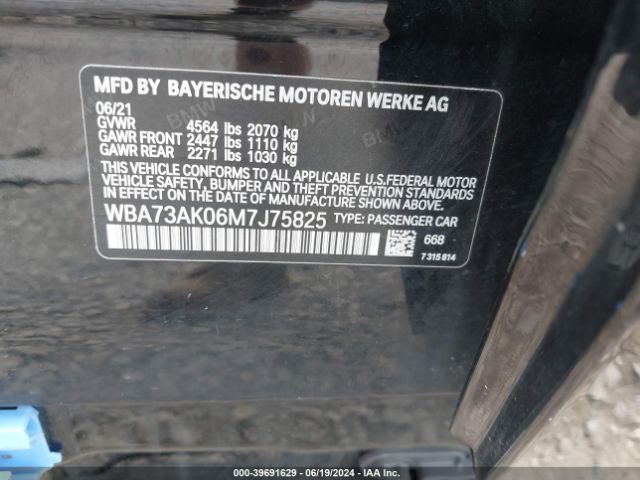 MFD BY BAYERISCHE MOTOREN WERKE AG
06/21
GVWR 4564 lbs 2070 kg
GAWR FRONT 2447 lbs 1110 kg
GAWR REAR 2271 lbs 1030 kg
THIS VEHICLE CONFORMS TO ALL APPLICABLE U.S.FEDERAL MOTOR
VEHICLE SAFETY, BUMPER AND THEFT PREVENTION STANDARDS
IN EFFECT ON THE DATE OF MANUFACTURE SHOWN ABOVE.
WBA73AK06M7J75825 TYPE: PASSENGER CAR
668
7315814
000-39691629 - 06/19/2024 - IAA Inc.